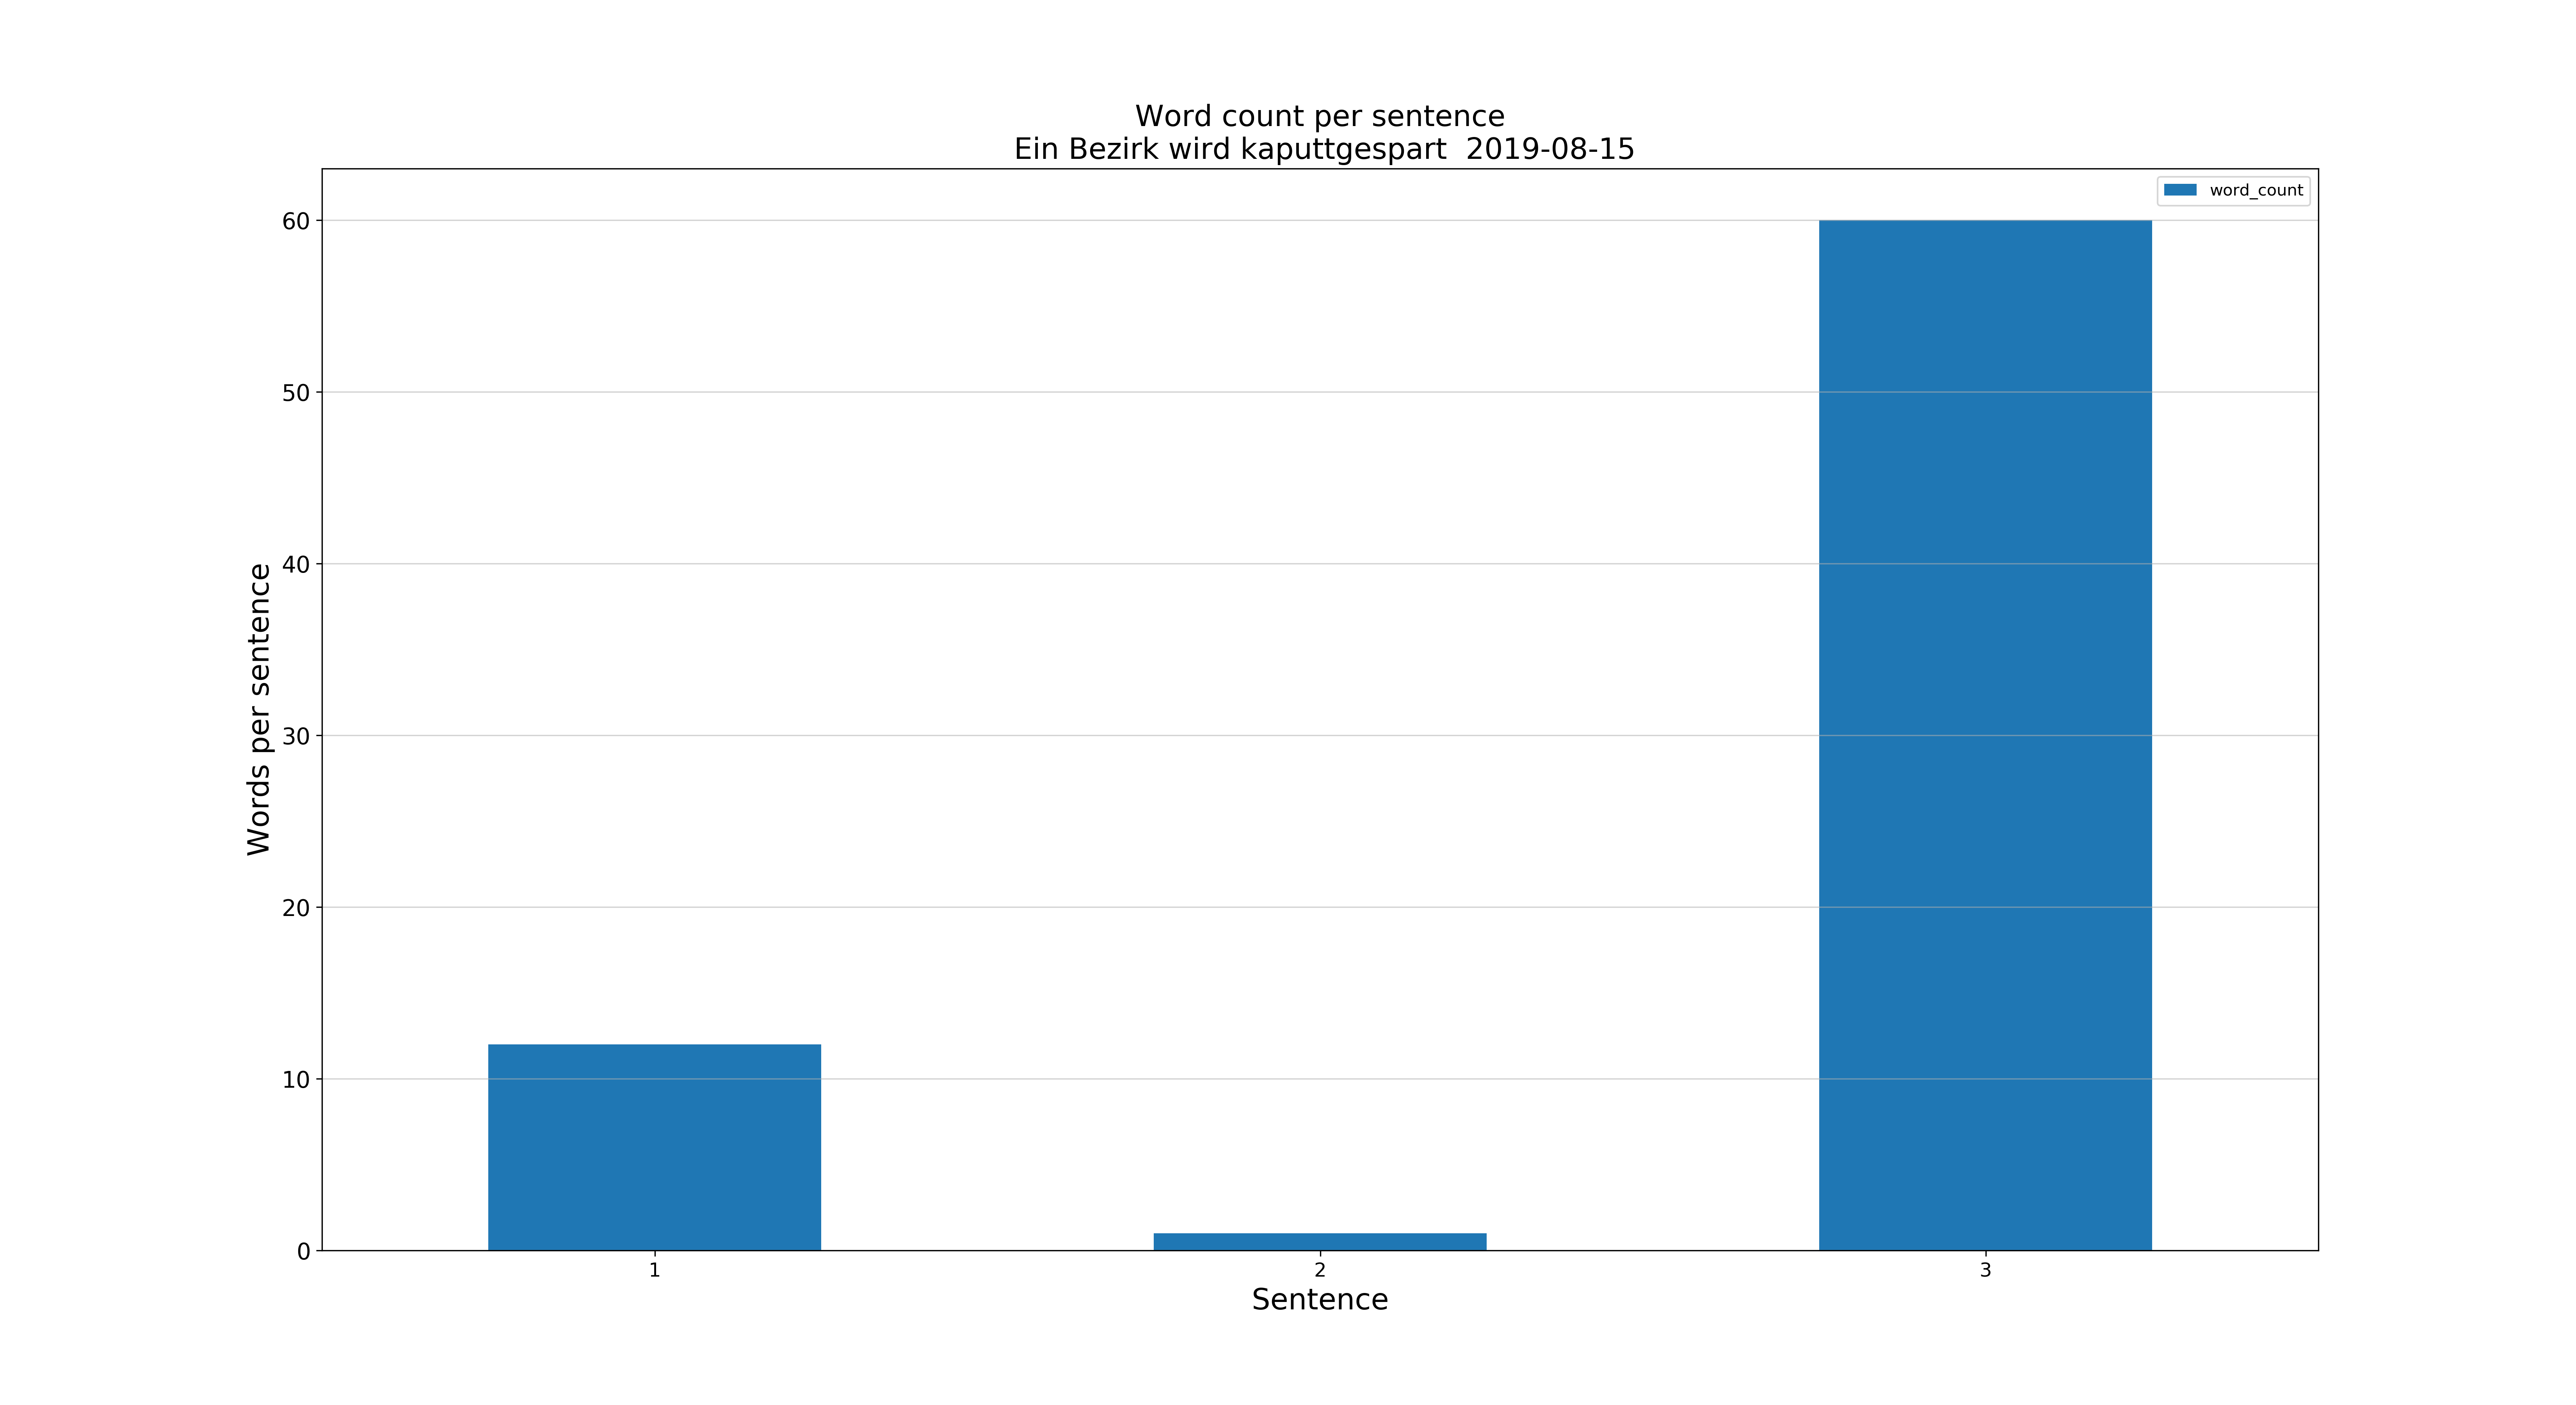 Word count per sentence
Ein Bezirk wird kaputtgespart  2019-08-15
word_count
60
50
40
30
20
10
0
Words per sentence
1
2
3
Sentence